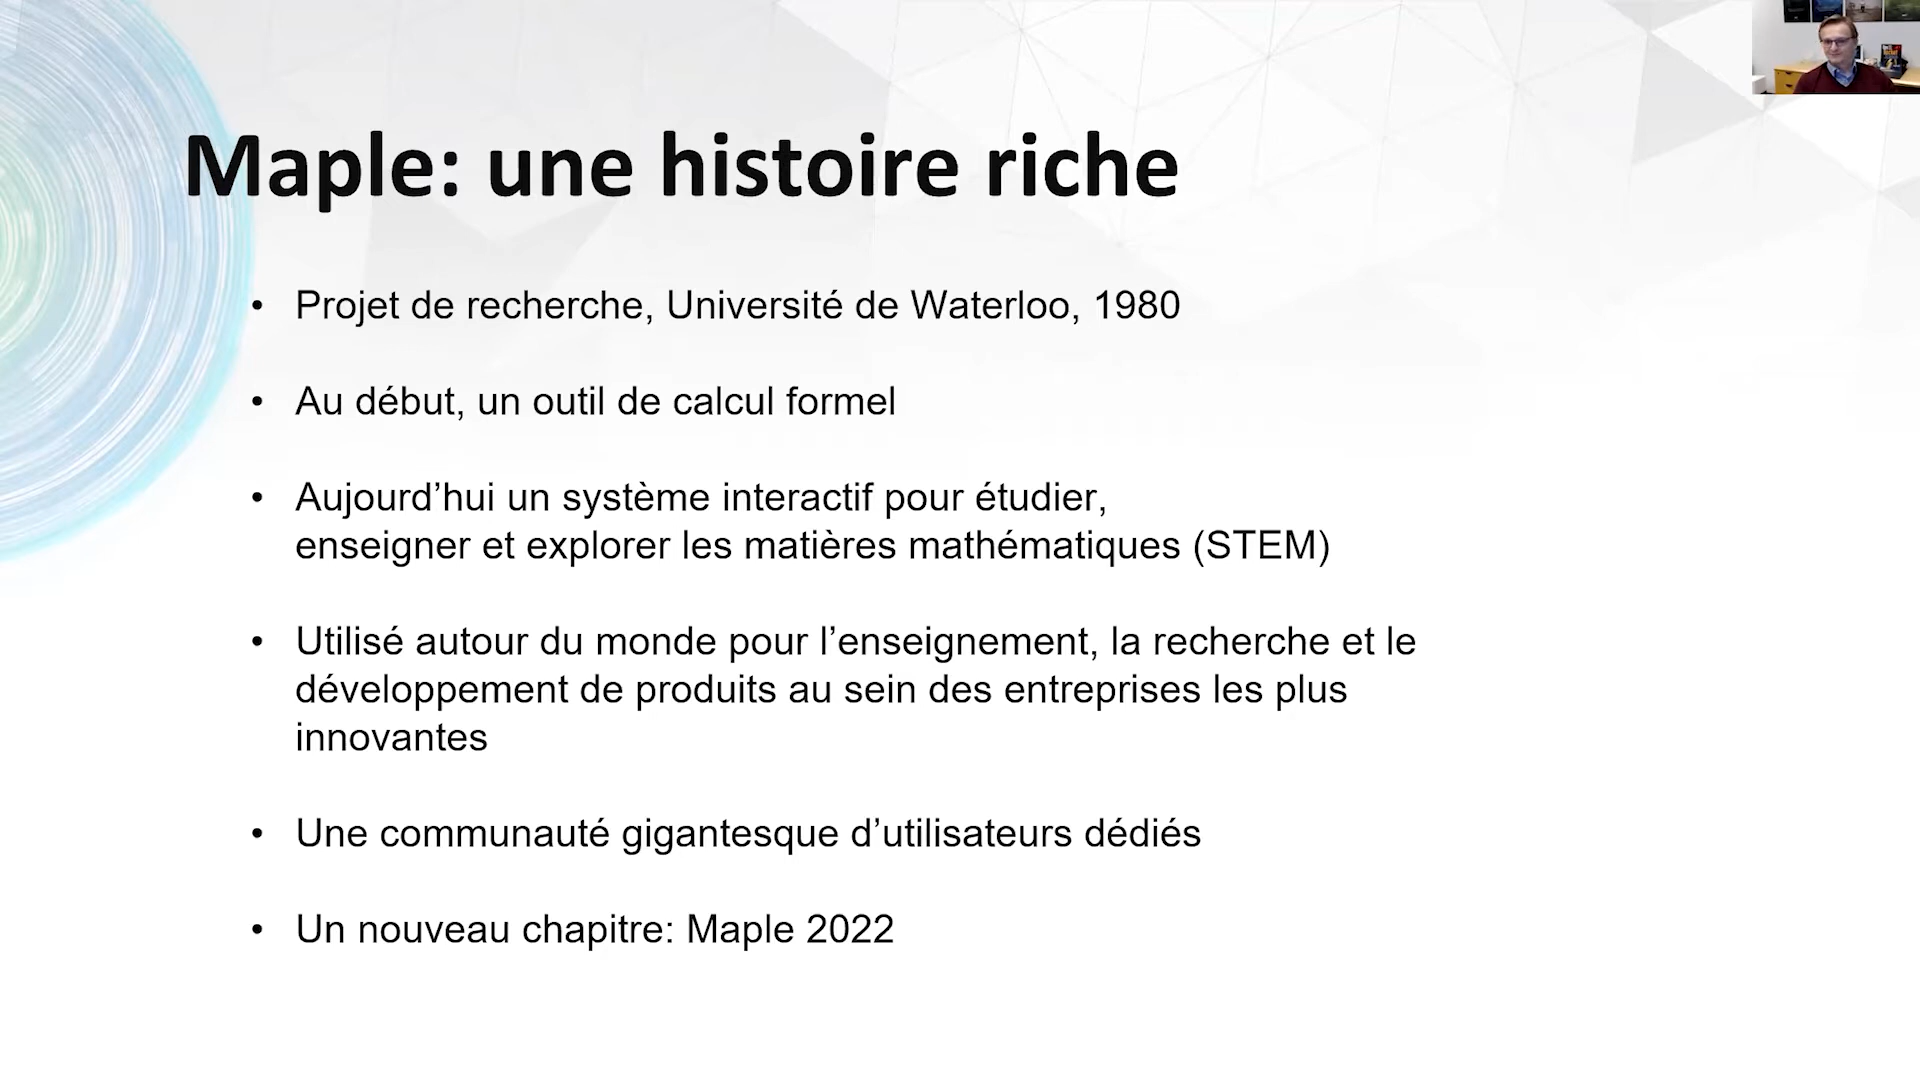 Maple: une histoire riche
• Projet de recherche, Université de Waterloo, 1980
• Au début, un outil de calcul formel
• Aujourd’hui un système interactif pour étudier,
enseigner et explorer les matières mathématiques (STEM)
• Utilisé autour du monde pour l’enseignement, la recherche et le
développement de produits au sein des entreprises les plus
innovantes
• Une communauté gigantesque d’utilisateurs dédiés
• Un nouveau chapitre: Maple 2022